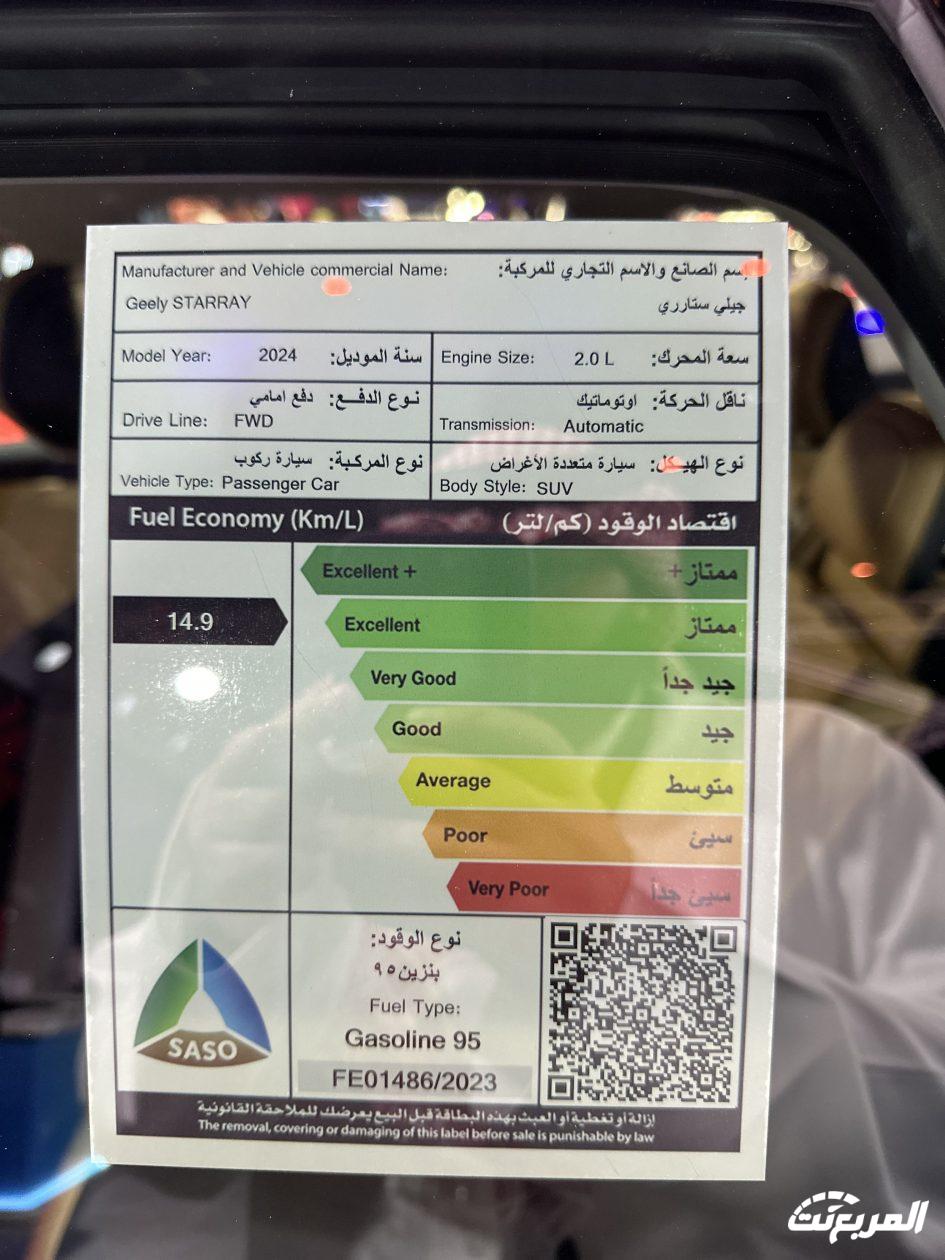 Manufacturer and Vehicle commercial Name: إسم الصانع والاسم التجاري للمركبة:
Geely STARRAY جيلي ستارري
Model Year: 2024 سنة الموديل:
Engine Size: 2.0 L سعة المحرك:
نوع الدفع: دفع امامي
Drive Line: FWD
ناقل الحركة: اوتوماتيك
Transmission: Automatic
نوع المركبة: سيارة ركوب
Vehicle Type: Passenger Car
نوع الهيكل: سيارة متعددة الأغراض
Body Style: SUV
Fuel Economy (Km/L) اقتصاد الوقود (كم/لتر)
Excellent + ممتاز+
14.9
Excellent ممتاز
Very Good جيد جداً
Good جيد
Average متوسط
Poor سيئ
Very Poor سيئ جداً
SASO
نوع الوقود:
بنزين٩٥
Fuel Type:
Gasoline 95
FE01486/2023
إزالة أو تغطية أو العبث بهذه البطاقة قبل البيع يعرضك للملاحقة القانونية
The removal, covering or damaging of this label before sale is punishable by law
المربع نت